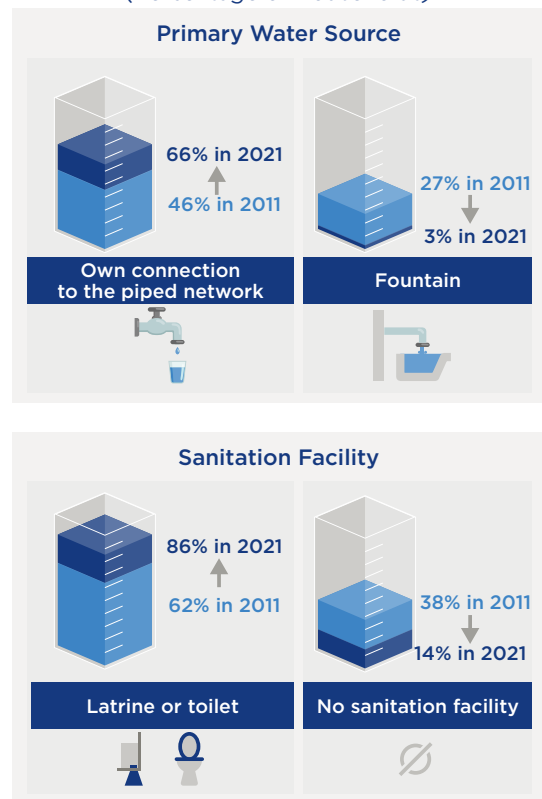 Primary Water Source
66% in 2021
46% in 2011
27% in 2011
3% in 2021
Own connection
to the piped network
Fountain
Sanitation Facility
86% in 2021
62% in 2011
38% in 2011
14% in 2021
Latrine or toilet
No sanitation facility